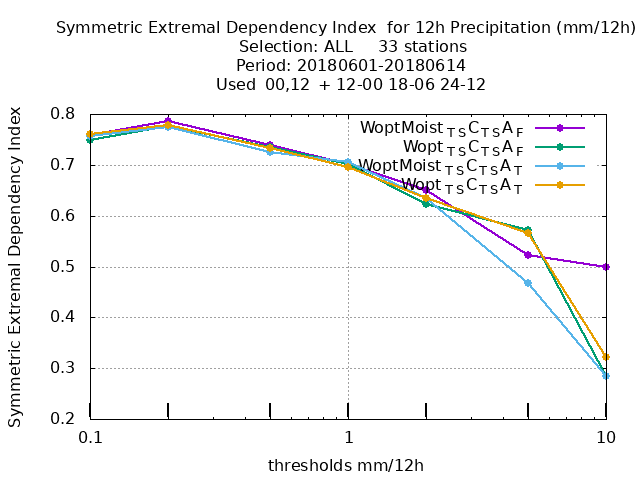 Symmetric Extremal Dependency Index for 12h Precipitation (mm/12h)
Selection: ALL 33 stations
Period: 20180601-20180614
Used 00,12 + 12-00 18-06 24-12
Symmetric Extremal Dependency Index
0.8
0.7
0.6
0.5
0.4
0.3
0.2
WoptMoist TS C TS A F
Wopt TS C TS A F
WoptMoist TS C TS A T
Wopt TS C TS A T
0.1 1 10
thresholds mm/12h